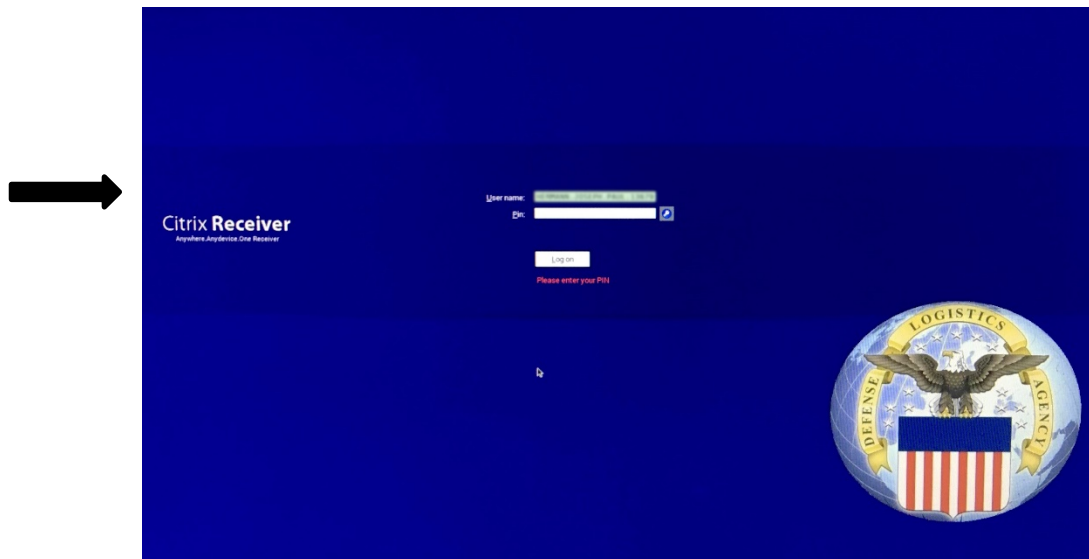 User name:
Pin:
Citrix Receiver
Anywhere.Anydevice.One Receiver
Log on
Please enter your PIN
DEFENSE LOGISTICS AGENCY